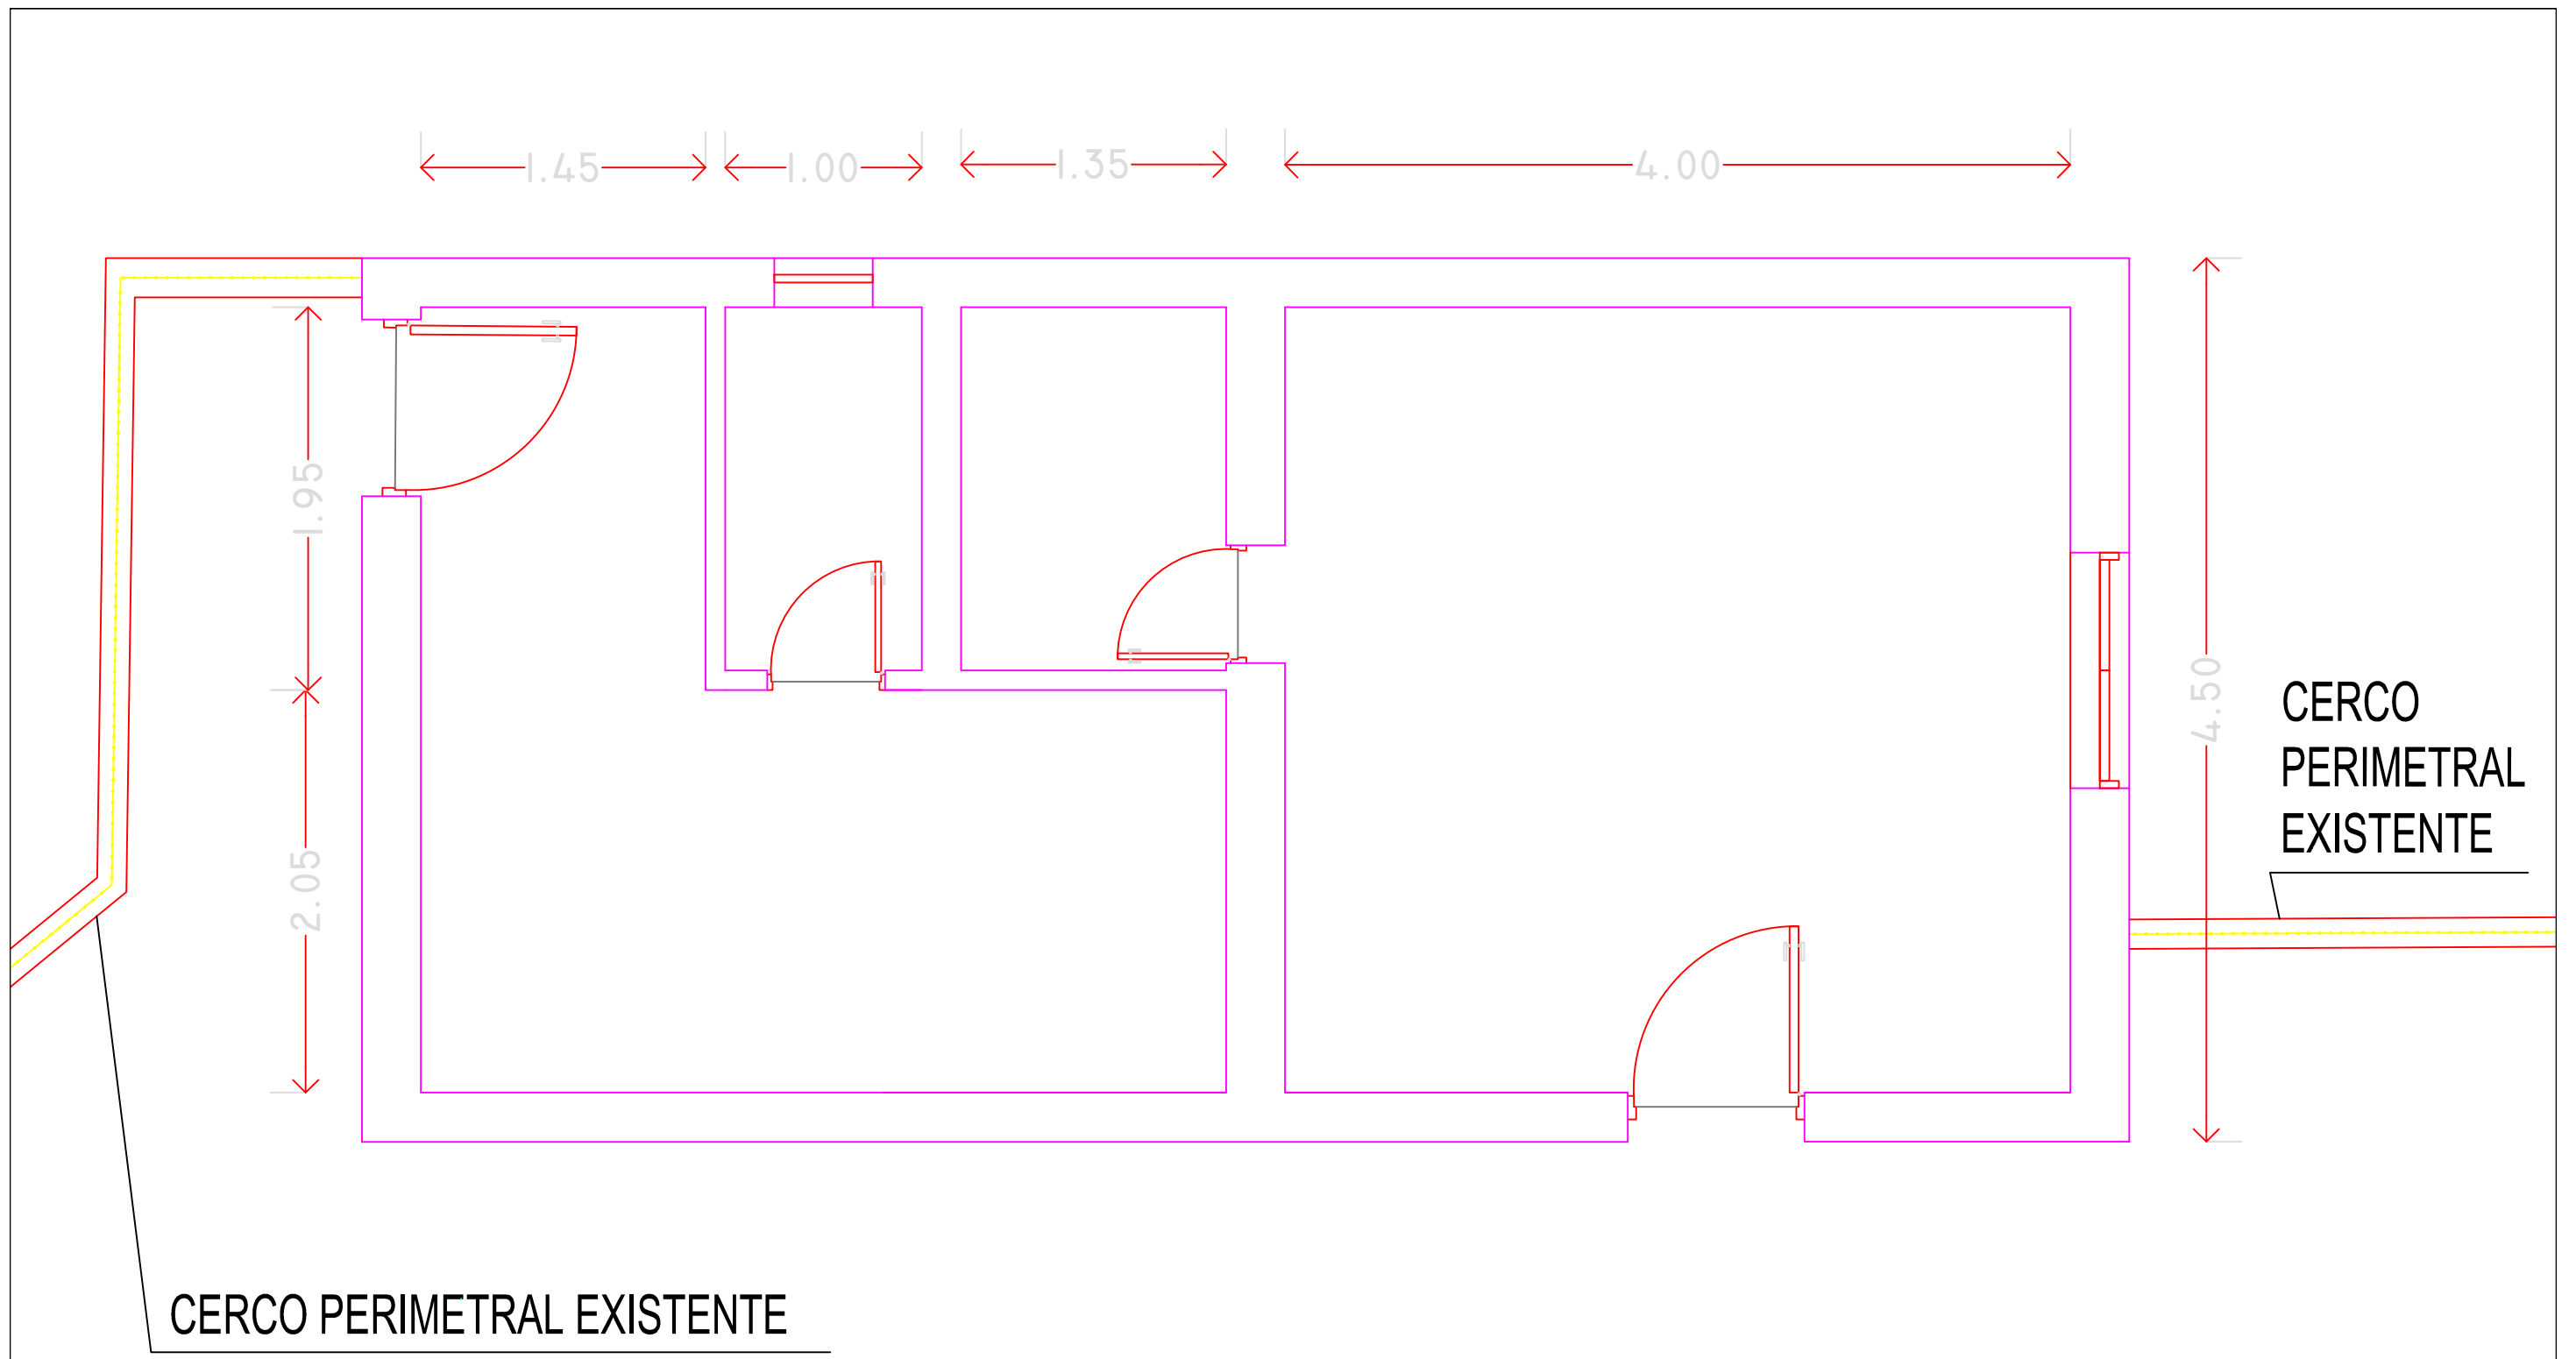 1.45
1.00
1.35
4.00
1.95
2.05
4.50
CERCO
PERIMETRAL
EXISTENTE
CERCO PERIMETRAL EXISTENTE